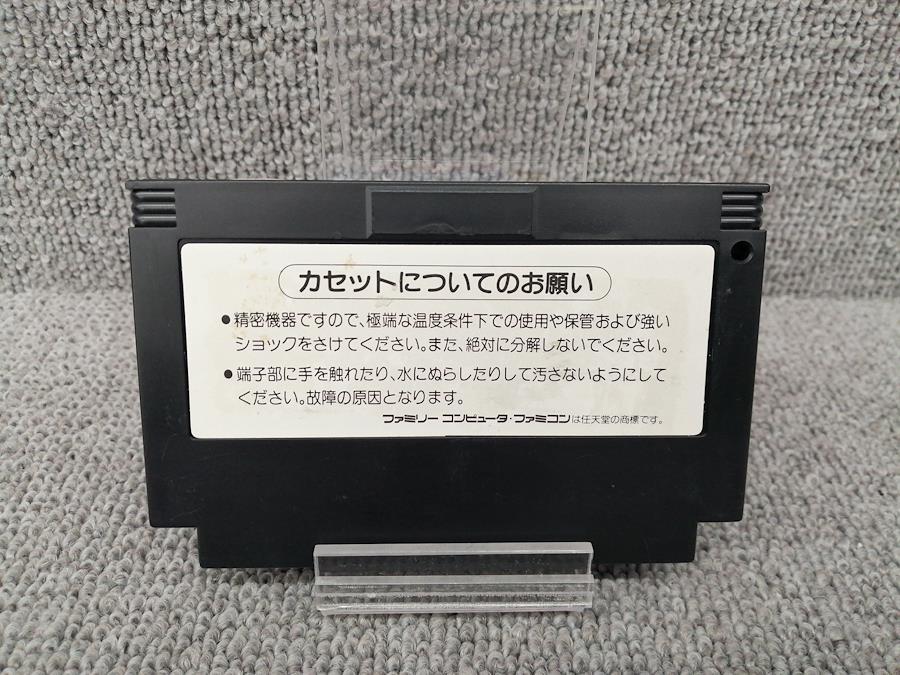 カセットについてのお願い
●精密機器ですので、極端な温度条件下での使用や保管および強い
ショックをさけてください。また、絶対に分解しないでください。
●端子部に手を触れたり、水にぬらしたりして汚さないようにして
ください。故障の原因となります。
ファミリー コンピュータ・ファミコンは任天堂の商標です。